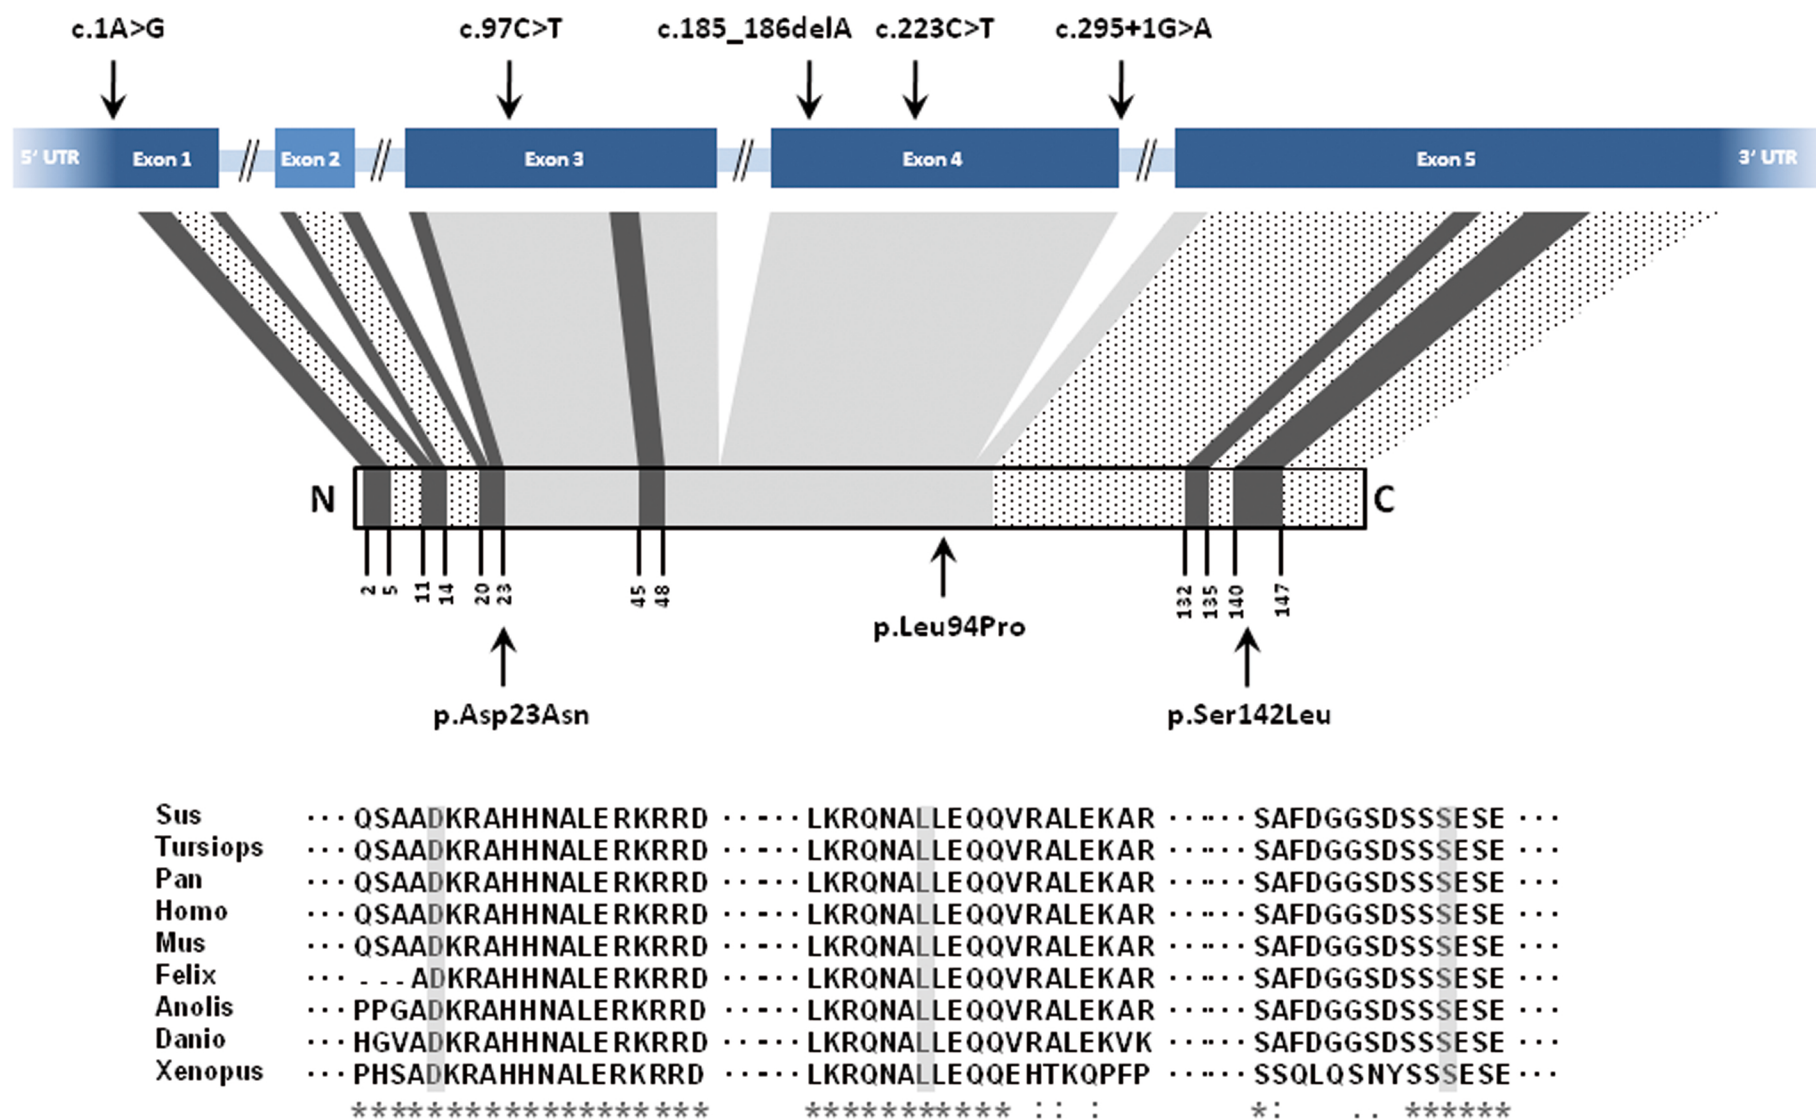 c.1A>G c.97C>T c.185_186delA c.223C>T c.295+1G>A
5' UTR Exon 1 // Exon 2 // Exon 3 // Exon 4 // Exon 5 3' UTR
N C
2 5 11 14 20 23 45 48 132 135 140 147
p.Leu94Pro
p.Asp23Asn p.Ser142Leu
Sus ···QSAADKRAHHNALERKRRD ··-··LKRQNALLEQQVRALEKAR ······SAFDGGSDSSSESE ···
Tursiops ···QSAADKRAHHNALERKRRD ··-··LKRQNALLEQQVRALEKAR ······SAFDGGSDSSSESE ···
Pan ···QSAADKRAHHNALERKRRD ··-··LKRQNALLEQQVRALEKAR ······SAFDGGSDSSSESE ···
Homo ···QSAADKRAHHNALERKRRD ··-··LKRQNALLEQQVRALEKAR ······SAFDGGSDSSSESE ···
Mus ···QSAADKRAHHNALERKRRD ··-··LKRQNALLEQQVRALEKAR ······SAFDGGSDSSSESE ···
Felix ···---ADKRAHHNALERKRRD ··-··LKRQNALLEQQVRALEKAR ······SAFDGGSDSSSESE ···
Anolis ···PPGADKRAHHNALERKRRD ··-··LKRQNALLEQQVRALEKAR ······SAFDGGSDSSSESE ···
Danio ···HGVADKRAHHNALERKRRD ··-··LKRQNALLEQQVRALEKVK ······SAFDGGSDSSSESE ···
Xenopus ···PHSADKRAHHNALERKRRD ··-··LKRQNALLEQQEHTKQPFP ······SSQLQSNYSSSESE ···
******************* *********** : : : *: . . ******